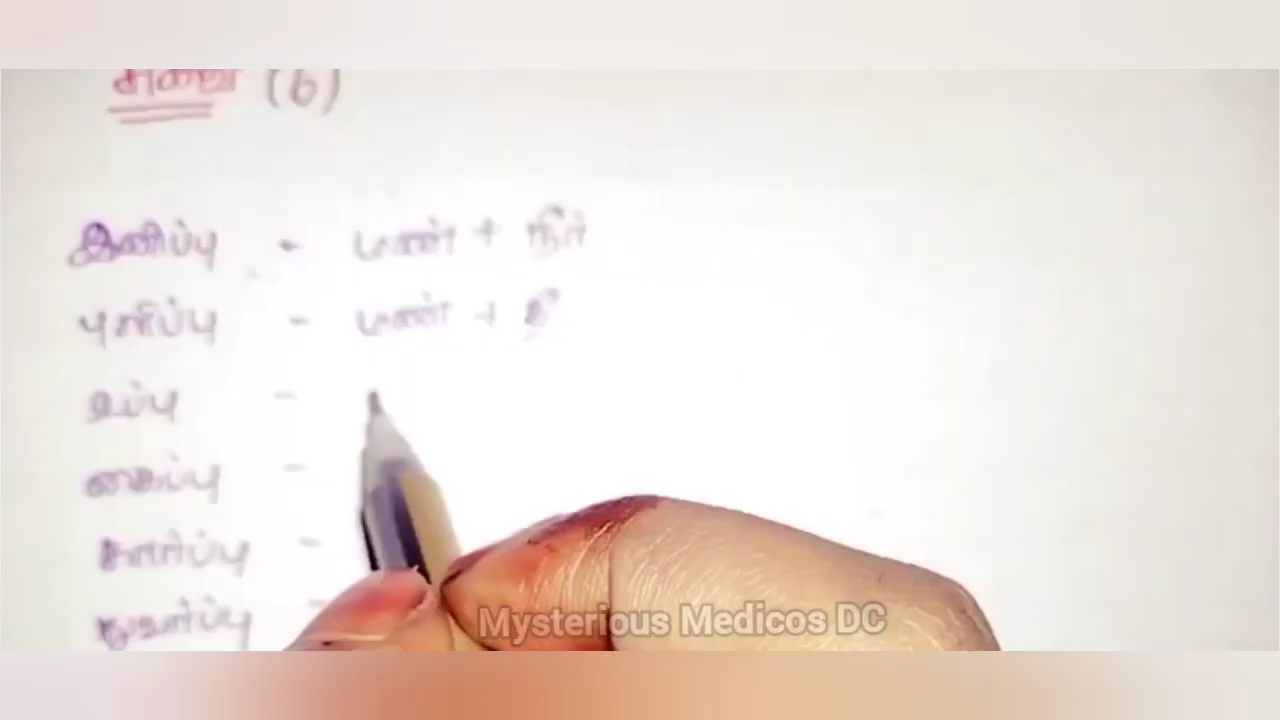 சுவை (6)
இனிப்பு - மண் + நீர்
புளிப்பு - மண் + தீ
உப்பு -
கைப்பு -
கார்ப்பு -
துவர்ப்பு -
Mysterious Medicos DC